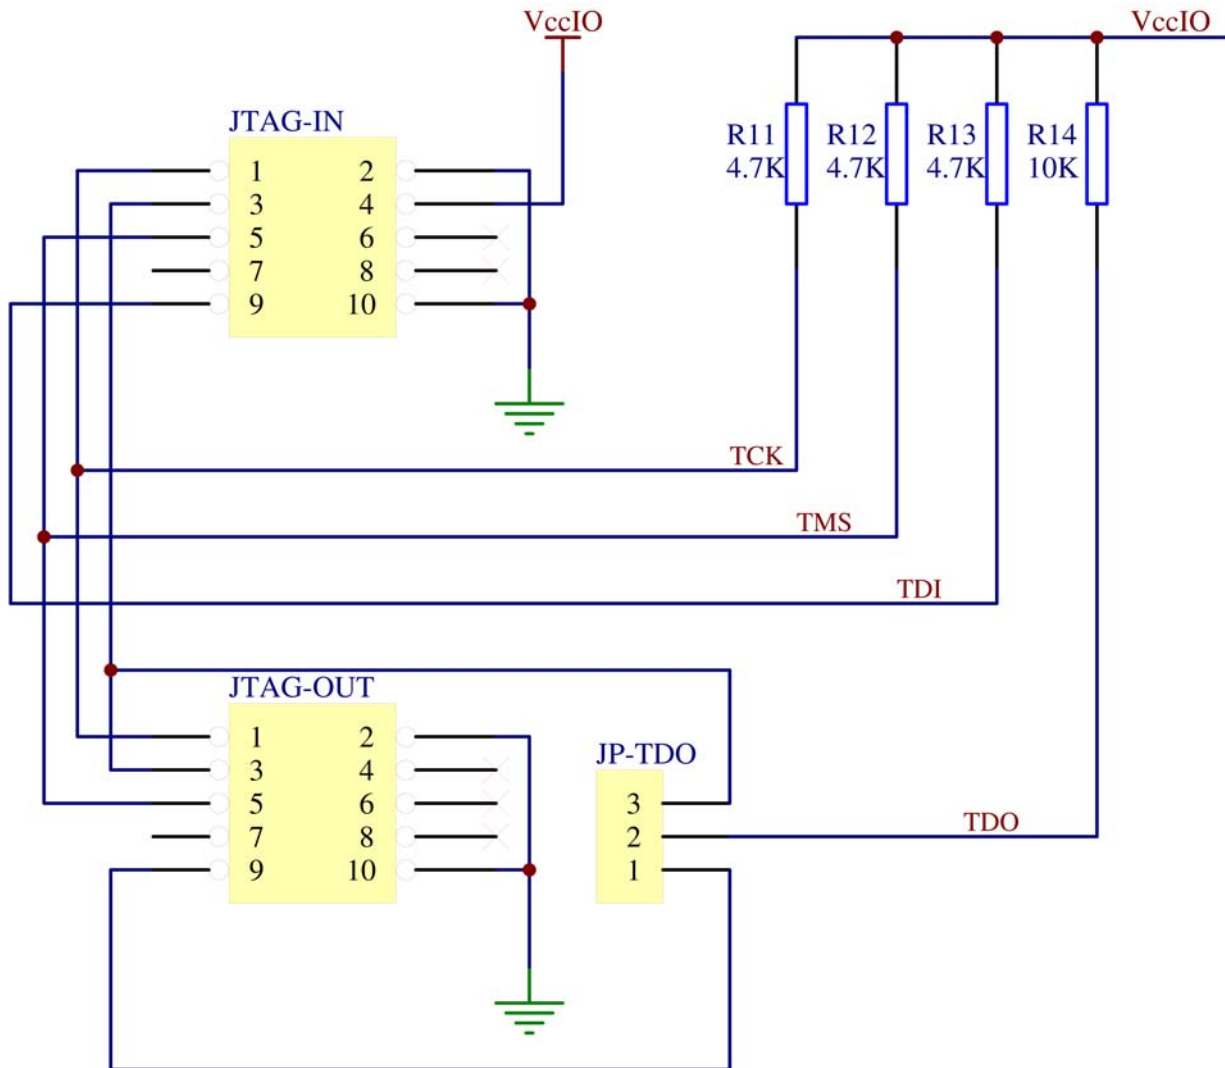 VccIO
VccIO
JTAG-IN
1 2
3 4
5 6
7 8
9 10
R11
4.7K
R12
4.7K
R13
4.7K
R14
10K
TCK
TMS
TDI
JTAG-OUT
1 2
3 4
5 6
7 8
9 10
JP-TDO
3
2
1
TDO